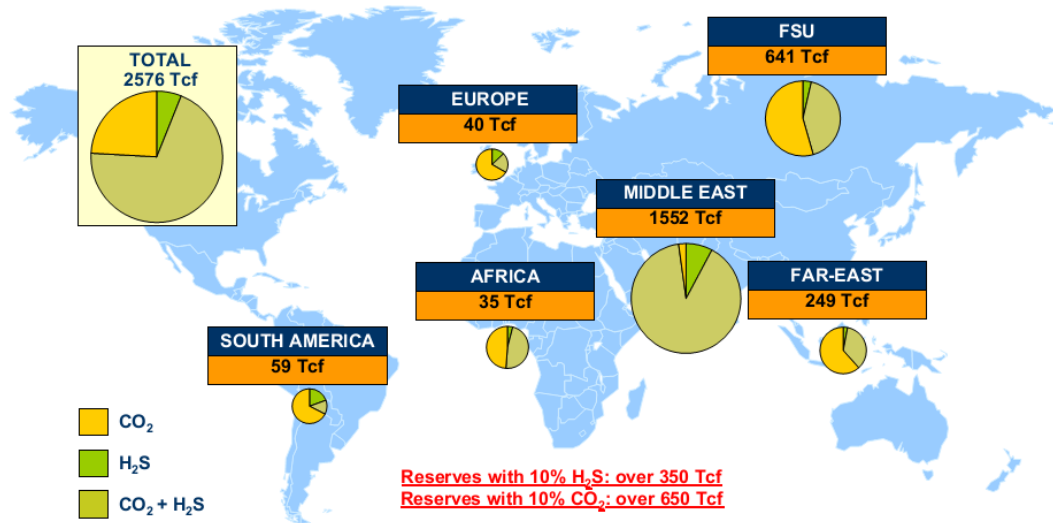 TOTAL
2576 Tcf
FSU
641 Tcf
EUROPE
40 Tcf
MIDDLE EAST
1552 Tcf
AFRICA
35 Tcf
FAR-EAST
249 Tcf
SOUTH AMERICA
59 Tcf
CO₂
H₂S
CO₂ + H₂S
Reserves with 10% H₂S: over 350 Tcf
Reserves with 10% CO₂: over 650 Tcf